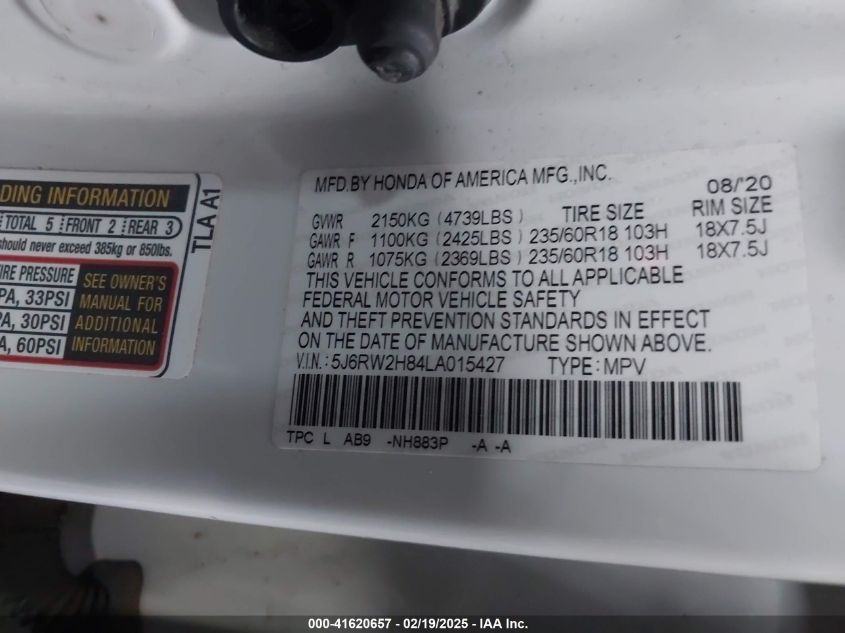 DING INFORMATION
TOTAL 5 FRONT 2 REAR 3
should never exceed 385kg or 850lbs.
TIRE PRESSURE
PA, 33PSI
PA, 30PSI
A, 60PSI
SEE OWNER'S
MANUAL FOR
ADDITIONAL
INFORMATION
TLA A1
MFD.BY HONDA OF AMERICA MFG.,INC. 08/'20
GVWR 2150KG (4739LBS) TIRE SIZE RIM SIZE
GAWR F 1100KG (2425LBS) 235/60R18 103H 18X7.5J
GAWR R 1075KG (2369LBS) 235/60R18 103H 18X7.5J
THIS VEHICLE CONFORMS TO ALL APPLICABLE
FEDERAL MOTOR VEHICLE SAFETY
AND THEFT PREVENTION STANDARDS IN EFFECT
ON THE DATE OF MANUFACTURE SHOWN ABOVE.
V.I.N.: 5J6RW2H84LA015427 TYPE: MPV
TPC L AB9 -NH883P -A -A
000-41620657 - 02/19/2025 - IAA Inc.